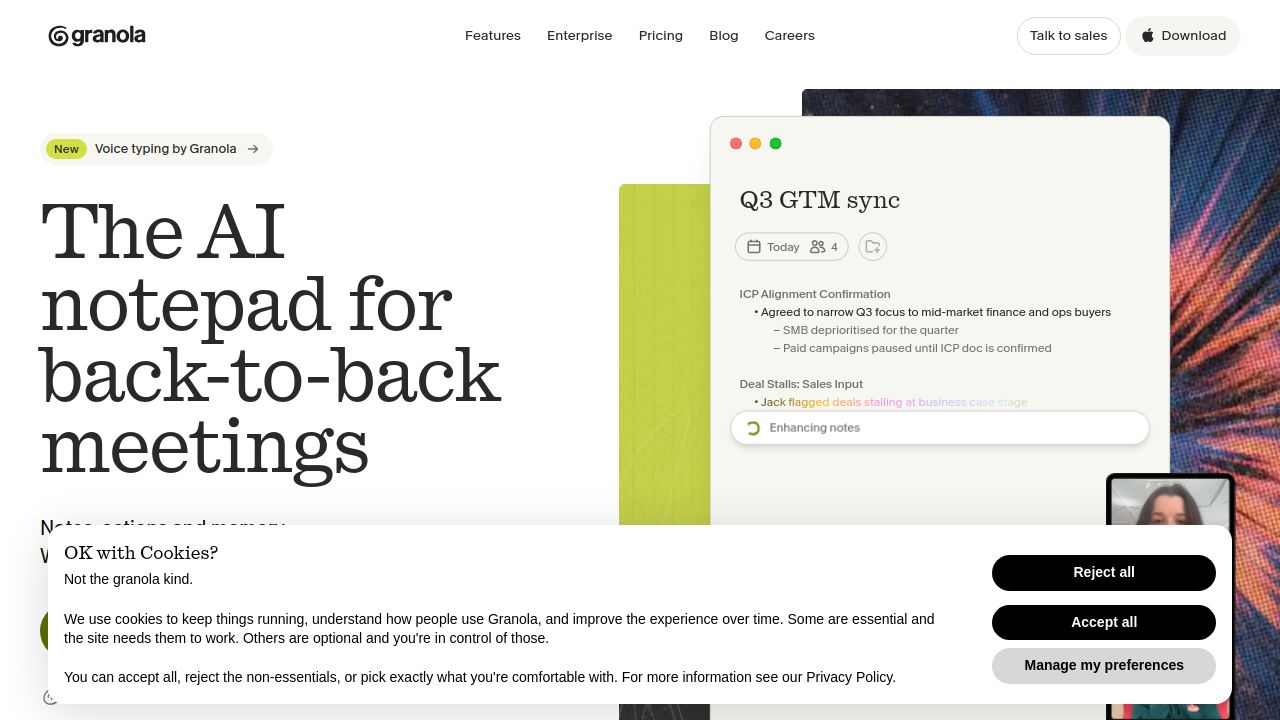 granola
Features
Enterprise
Pricing
Blog
Careers
Talk to sales
Download
New
Voice typing by Granola
The AI
notepad for
back-to-back
meetings
Q3 GTM sync
Today
4
ICP Alignment Confirmation
• Agreed to narrow Q3 focus to mid-market finance and ops buyers
– SMB deprioritised for the quarter
– Paid campaigns paused until ICP doc is confirmed
Deal Stalls: Sales Input
• Jack flagged deals stalling at business case stage
Enhancing notes
Notes, actions and memory.
OK with Cookies?
Not the granola kind.
We use cookies to keep things running, understand how people use Granola, and improve the experience over time. Some are essential and
the site needs them to work. Others are optional and you're in control of those.
You can accept all, reject the non-essentials, or pick exactly what you're comfortable with. For more information see our Privacy Policy.
Reject all
Accept all
Manage my preferences